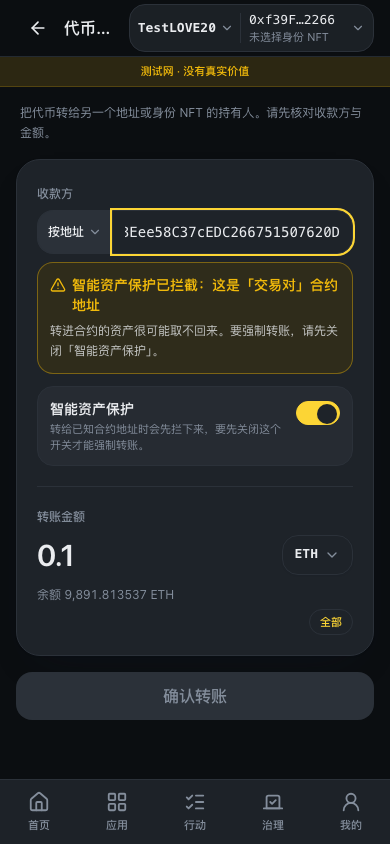 代币...
TestLOVE20
0xf39F…2266
未选择身份 NFT
测试网 · 没有真实价值
把代币转给另一个地址或身份 NFT 的持有人。请先核对收款方与
金额。
收款方
按地址
3Eee58C37cEDC266751507620D
智能资产保护已拦截：这是「交易对」合约
地址
转进合约的资产很可能取不回来。要强制转账，请先关
闭「智能资产保护」。
智能资产保护
转给已知合约地址时会先拦下来，要先关闭这个
开关才能强制转账。
转账金额
0.1
ETH
余额 9,891.813537 ETH
全部
确认转账
首页
应用
行动
治理
我的